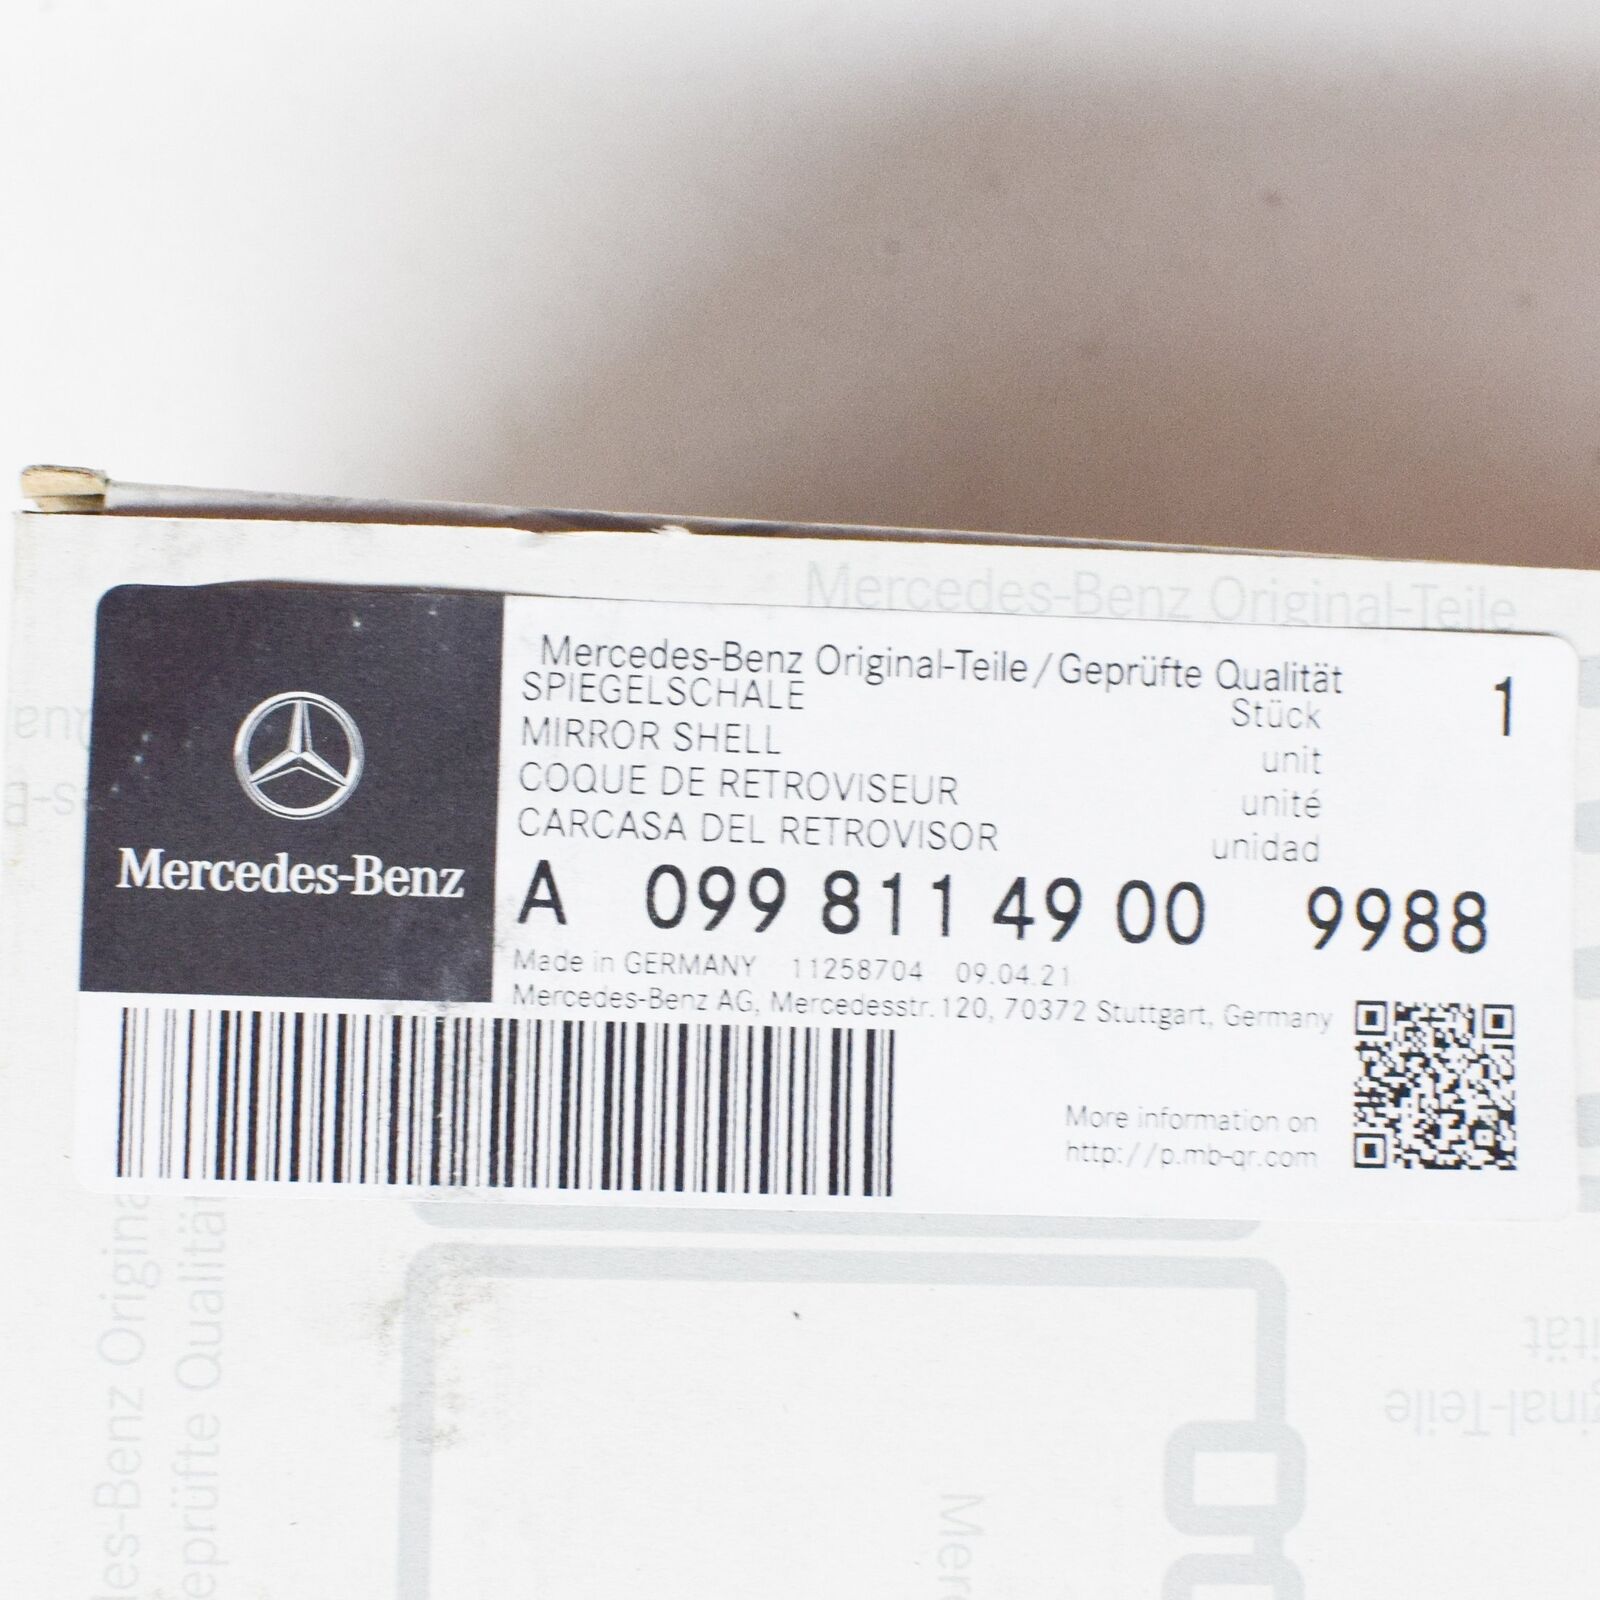 Mercedes-Benz Original-Teile
Mercedes-Benz
Mercedes-Benz Original-Teile / Geprüfte Qualität
SPIEGELSCHALE Stück 1
MIRROR SHELL unit
COQUE DE RETROVISEUR unité
CARCASA DEL RETROVISOR unidad
A 099 811 49 00 9988
Made in GERMANY 11258704 09.04.21
Mercedes-Benz AG, Mercedesstr.120, 70372 Stuttgart, Germany
More information on
http://p.mb-qr.com